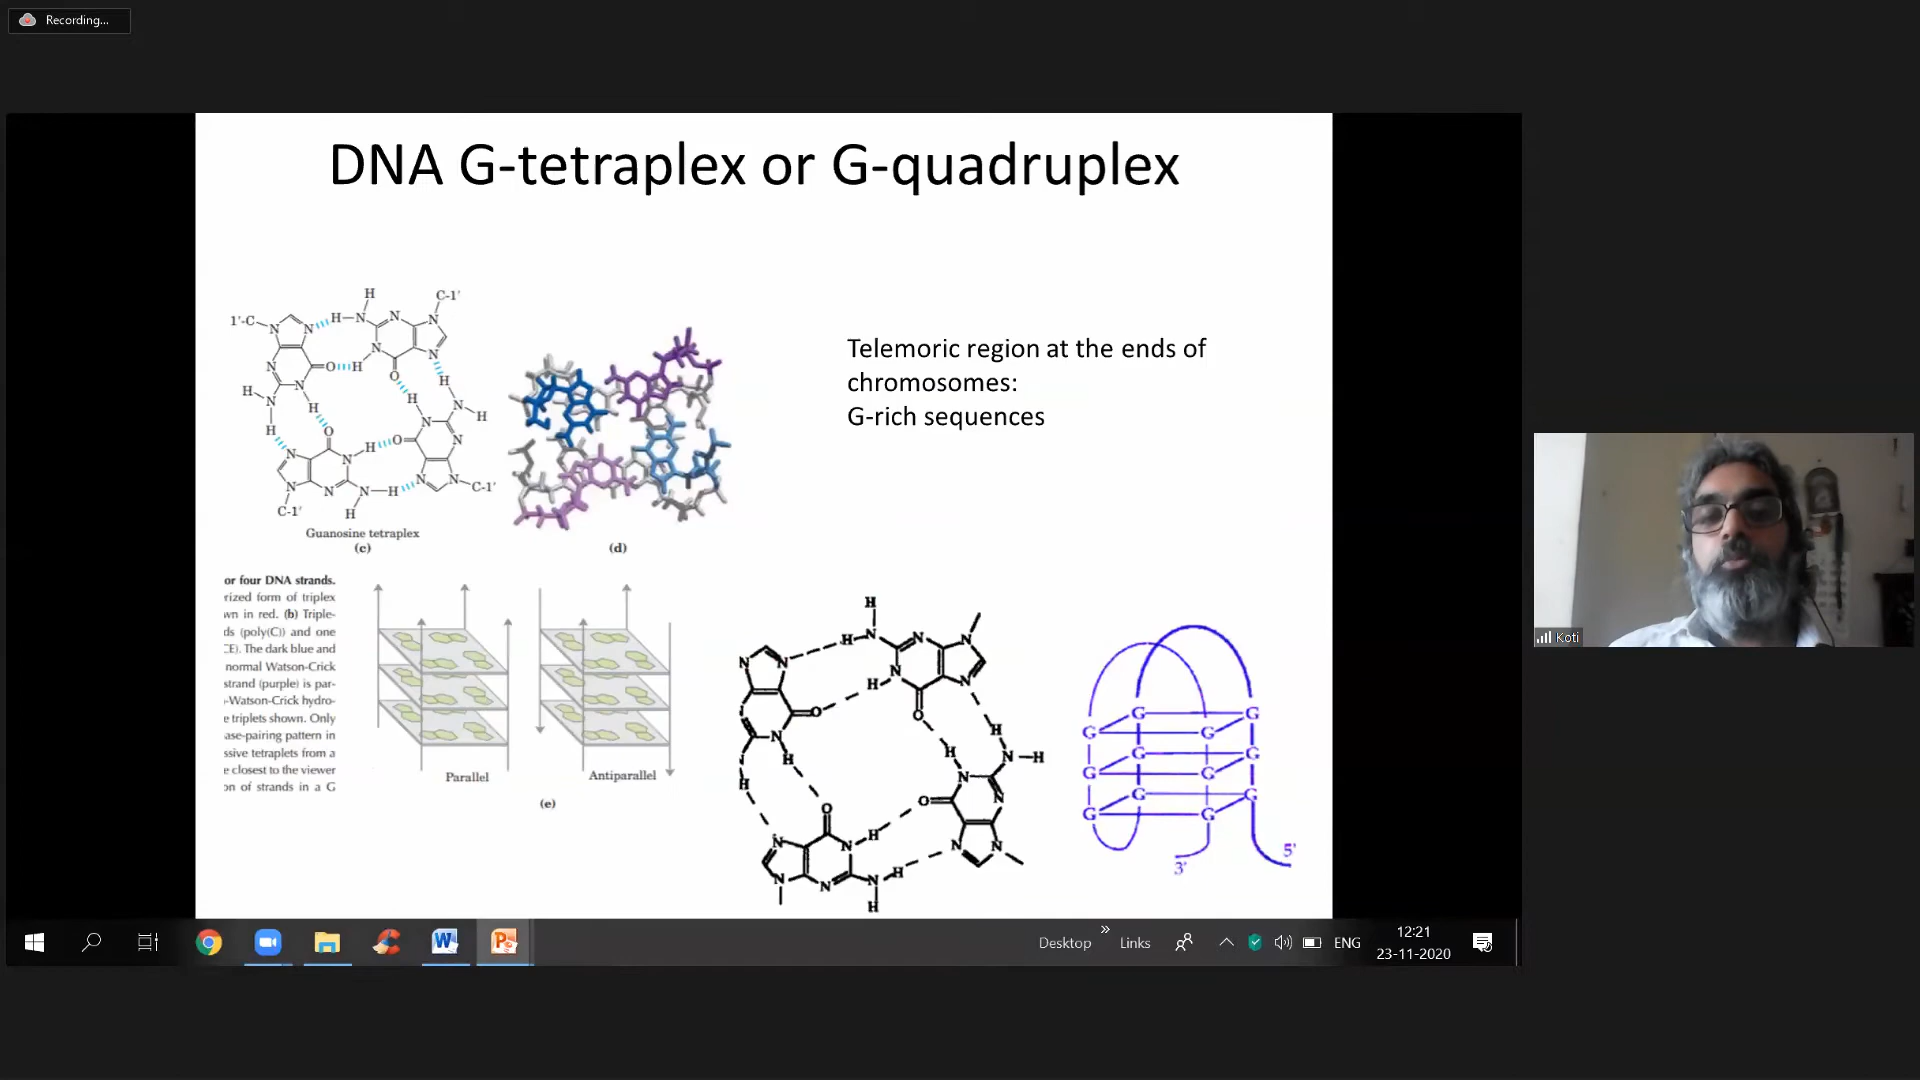 Recording...
DNA G-tetraplex or G-quadruplex
Telemoric region at the ends of
chromosomes:
G-rich sequences
1'-C
C-1'
H
H
N
N
N
N
N
N
O
H
O
N
N
H
N
H
H
H
N
H
N
H
H
O
N
H
O
N
N
N
N
N
N
N
H
N
N
C-1'
C-1'
H
Guanosine tetraplex
(c)
(d)
or four DNA strands.
rized form of triplex
wn in red. (b) Triple-
ds (poly(C)) and one
CE). The dark blue and
normal Watson-Crick
strand (purple) is par-
-Watson-Crick hydro-
e triplets shown. Only
ase-pairing pattern in
ssive tetraplets from a
e closest to the viewer
on of strands in a G
Parallel
Antiparallel
(e)
H
H
N
N
N
N
N
N
H
N
O
O
N
N
H
H
H
N
H
H
N
O
O
N
H
N
N
N
N
N
N
H
N
H
G
G
G
G
G
G
G
G
G
G
G
G
3'
5'
Koti
Desktop
Links
ENG
12:21
23-11-2020